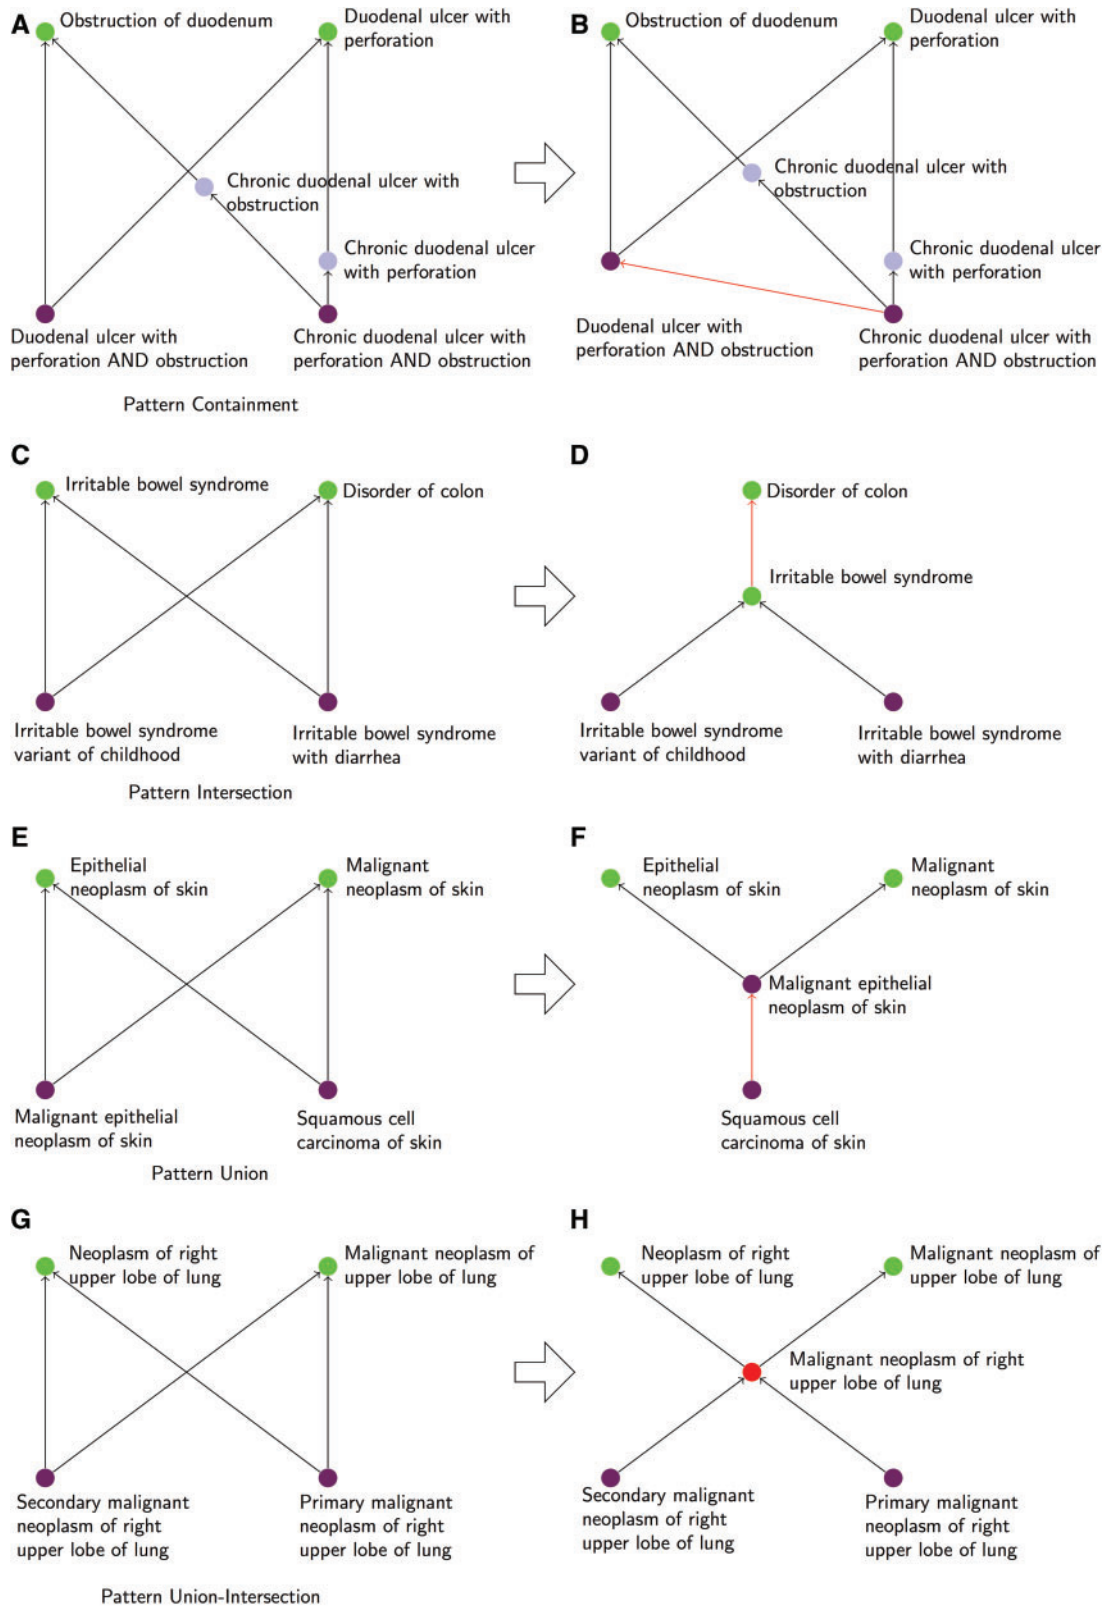 A
Obstruction of duodenum
Duodenal ulcer with
perforation
Chronic duodenal ulcer with
obstruction
Chronic duodenal ulcer
with perforation
Duodenal ulcer with
perforation AND obstruction
Chronic duodenal ulcer with
perforation AND obstruction
Pattern Containment
B
Obstruction of duodenum
Duodenal ulcer with
perforation
Chronic duodenal ulcer with
obstruction
Chronic duodenal ulcer
with perforation
Duodenal ulcer with
perforation AND obstruction
Chronic duodenal ulcer with
perforation AND obstruction
C
Irritable bowel syndrome
Disorder of colon
Irritable bowel syndrome
variant of childhood
Irritable bowel syndrome
with diarrhea
Pattern Intersection
D
Disorder of colon
Irritable bowel syndrome
Irritable bowel syndrome
variant of childhood
Irritable bowel syndrome
with diarrhea
E
Epithelial
neoplasm of skin
Malignant
neoplasm of skin
Malignant epithelial
neoplasm of skin
Squamous cell
carcinoma of skin
Pattern Union
F
Epithelial
neoplasm of skin
Malignant
neoplasm of skin
Malignant epithelial
neoplasm of skin
Squamous cell
carcinoma of skin
G
Neoplasm of right
upper lobe of lung
Malignant neoplasm of
upper lobe of lung
Secondary malignant
neoplasm of right
upper lobe of lung
Primary malignant
neoplasm of right
upper lobe of lung
Pattern Union-Intersection
H
Neoplasm of right
upper lobe of lung
Malignant neoplasm of
upper lobe of lung
Malignant neoplasm of right
upper lobe of lung
Secondary malignant
neoplasm of right
upper lobe of lung
Primary malignant
neoplasm of right
upper lobe of lung